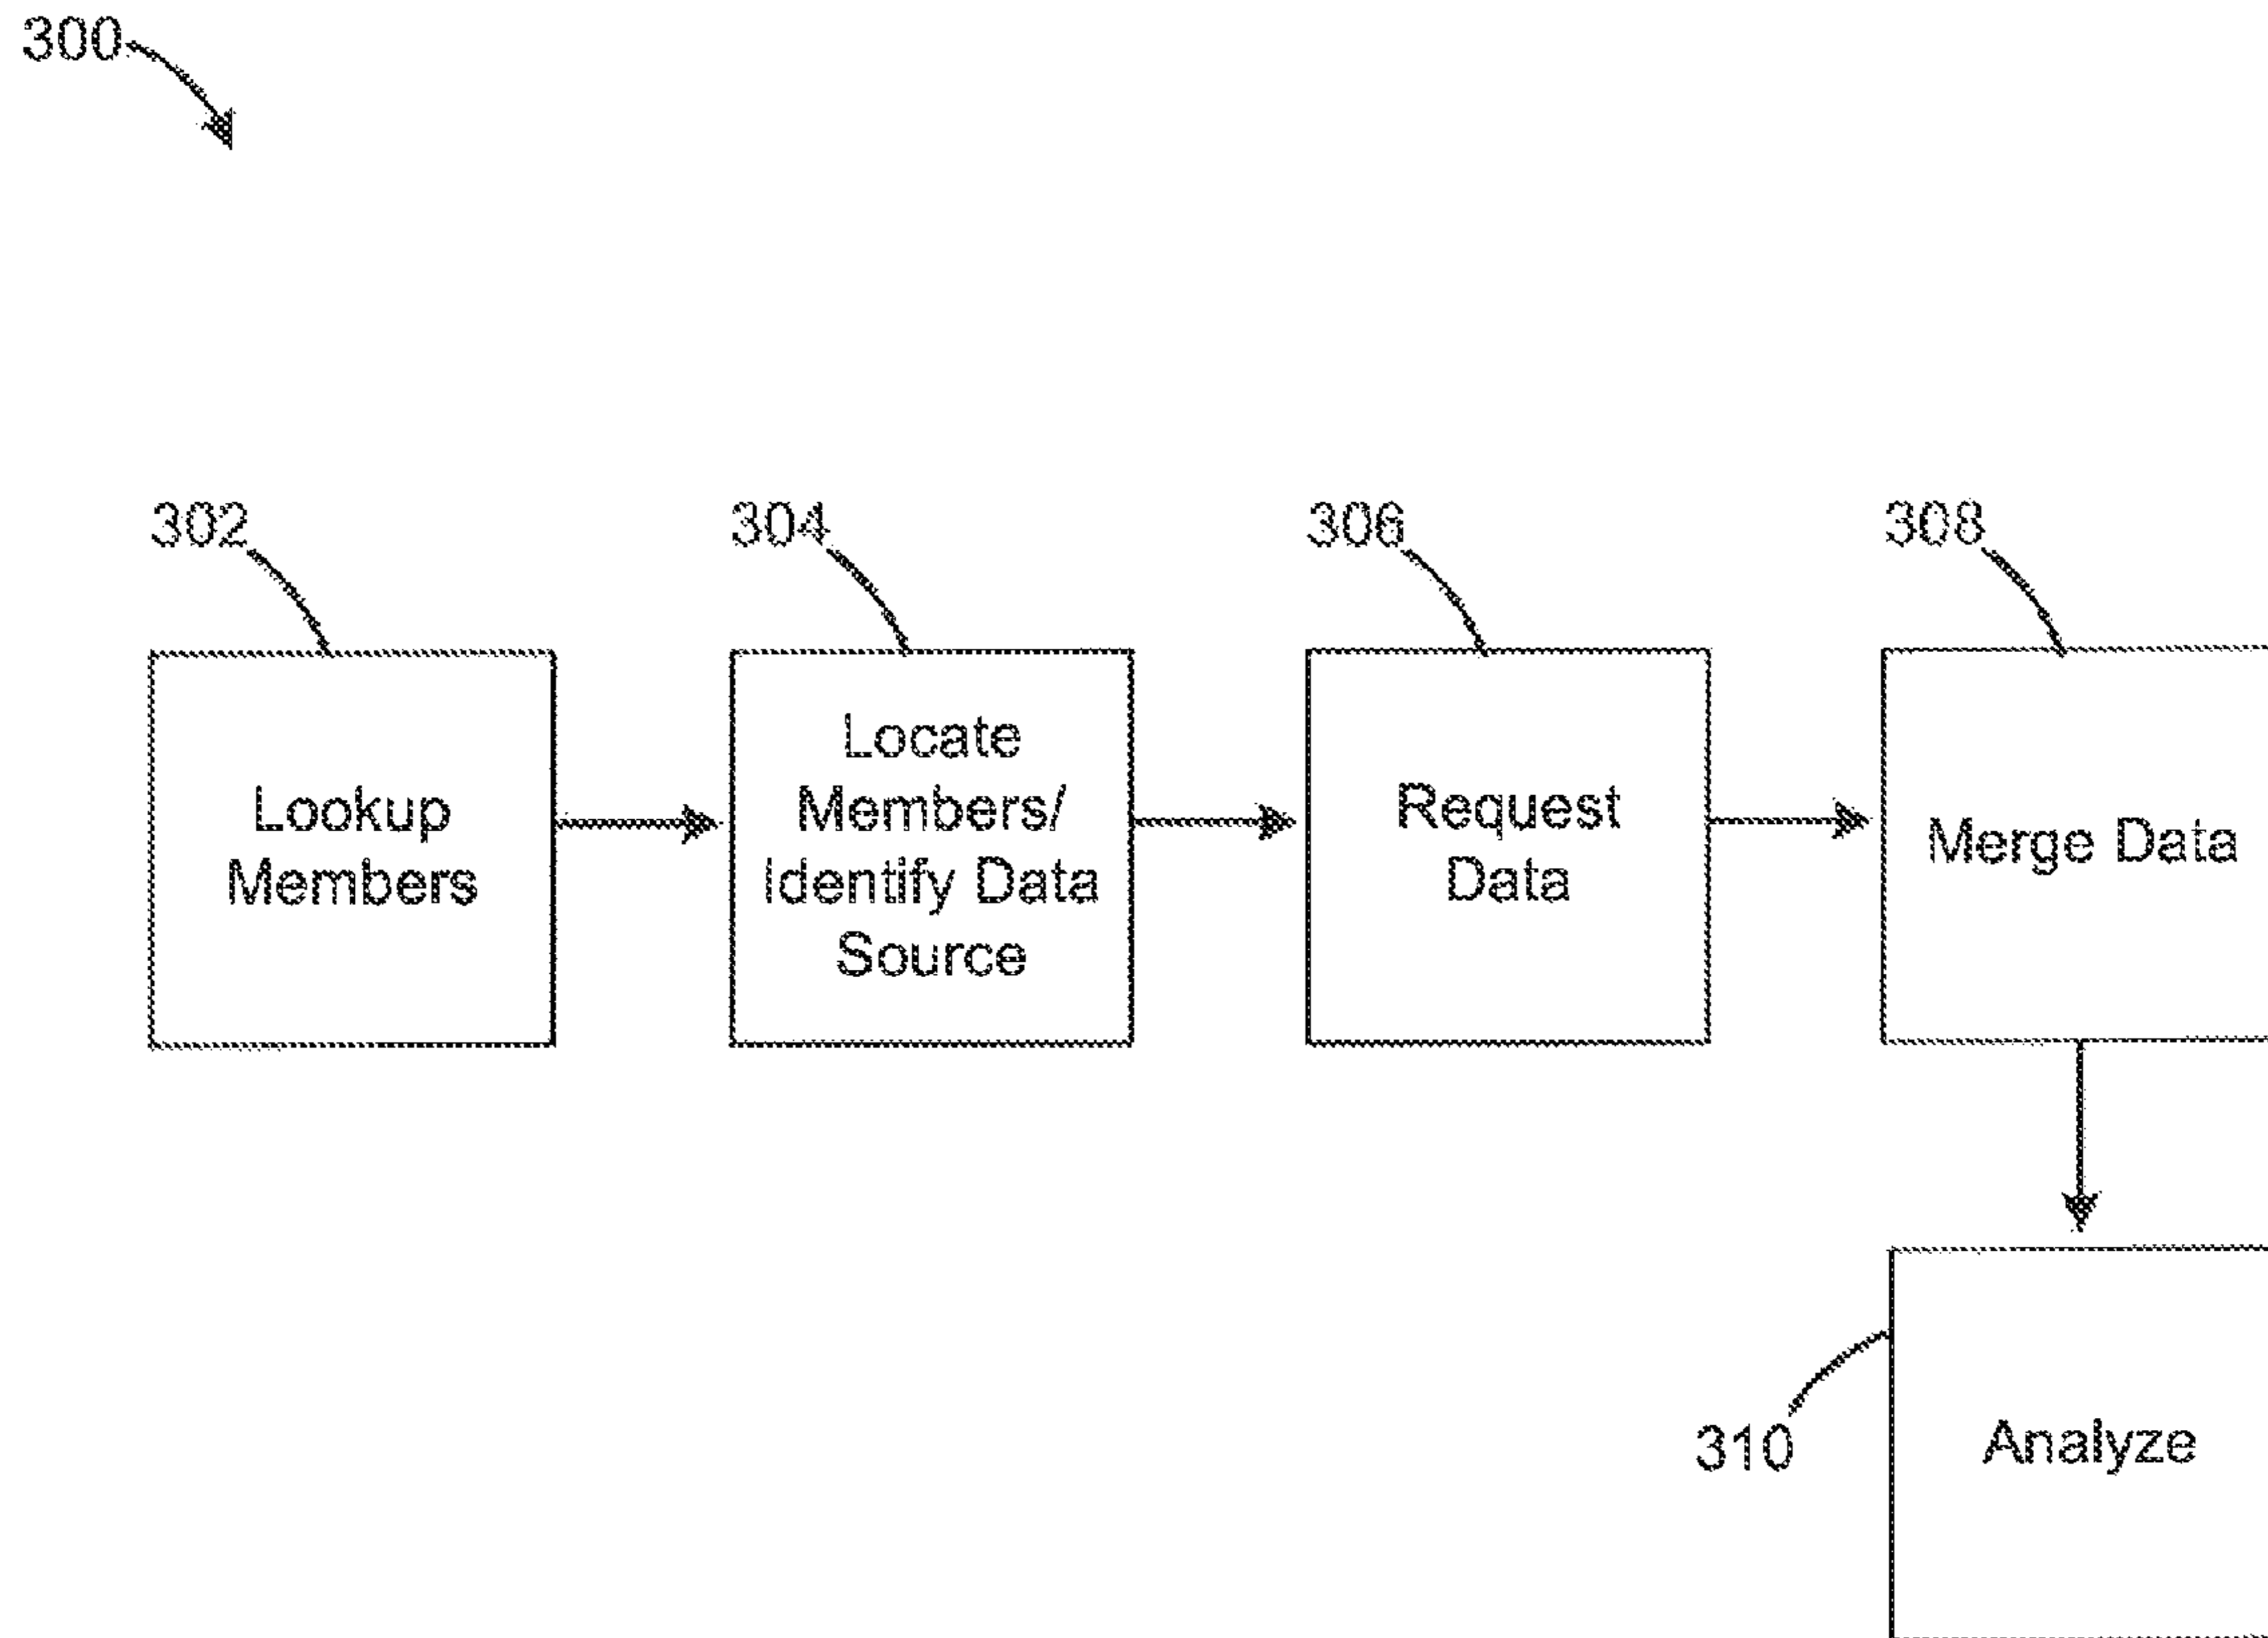 300
302
304
306
308
Lookup
Members
Locate
Members/
Identify Data
Source
Request
Data
Merge Data
310
Analyze